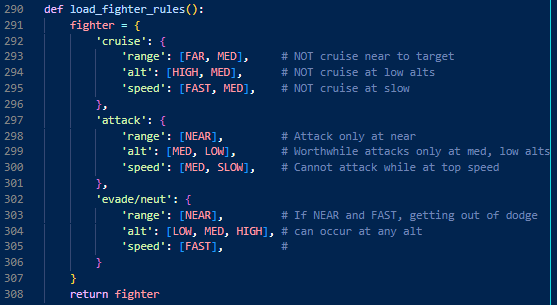 290 def load_fighter_rules():
291     fighter = {
292         'cruise': {
293             'range': [FAR, MED],     # NOT cruise near to target
294             'alt': [HIGH, MED],      # NOT cruise at low alts
295             'speed': [FAST, MED],    # NOT cruise at slow
296         },
297         'attack': {
298             'range': [NEAR],         # Attack only at near
299             'alt': [MED, LOW],       # Worthwhile attacks only at med, low alts
300             'speed': [MED, SLOW],    # Cannot attack while at top speed
301         },
302         'evade/neut': {
303             'range': [NEAR],         # If NEAR and FAST, getting out of dodge
304             'alt': [LOW, MED, HIGH], # can occur at any alt
305             'speed': [FAST],         #
306         }
307     }
308     return fighter